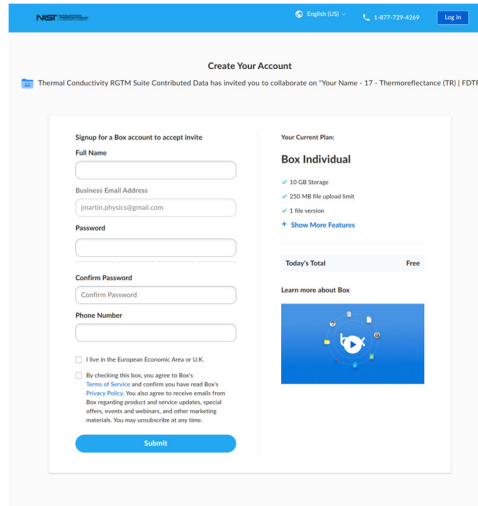 NIST
English (US)
1-877-729-4269
Log in
Create Your Account
Thermal Conductivity RGTM Suite Contributed Data has invited you to collaborate on "Your Name - 17 - Thermoreflectance (TR) | FDTR
Signup for a Box account to accept invite
Full Name
Business Email Address
jmartin.physics@gmail.com
Password
Confirm Password
Confirm Password
Phone Number
I live in the European Economic Area or U.K.
By checking this box, you agree to Box's
Terms of Service and confirm you have read Box's
Privacy Policy. You also agree to receive emails from
Box regarding product and service updates, special
offers, events and webinars, and other marketing
materials. You may unsubscribe at any time.
Submit
Your Current Plan:
Box Individual
10 GB Storage
250 MB file upload limit
1 file version
+ Show More Features
Today's Total Free
Learn more about Box
box